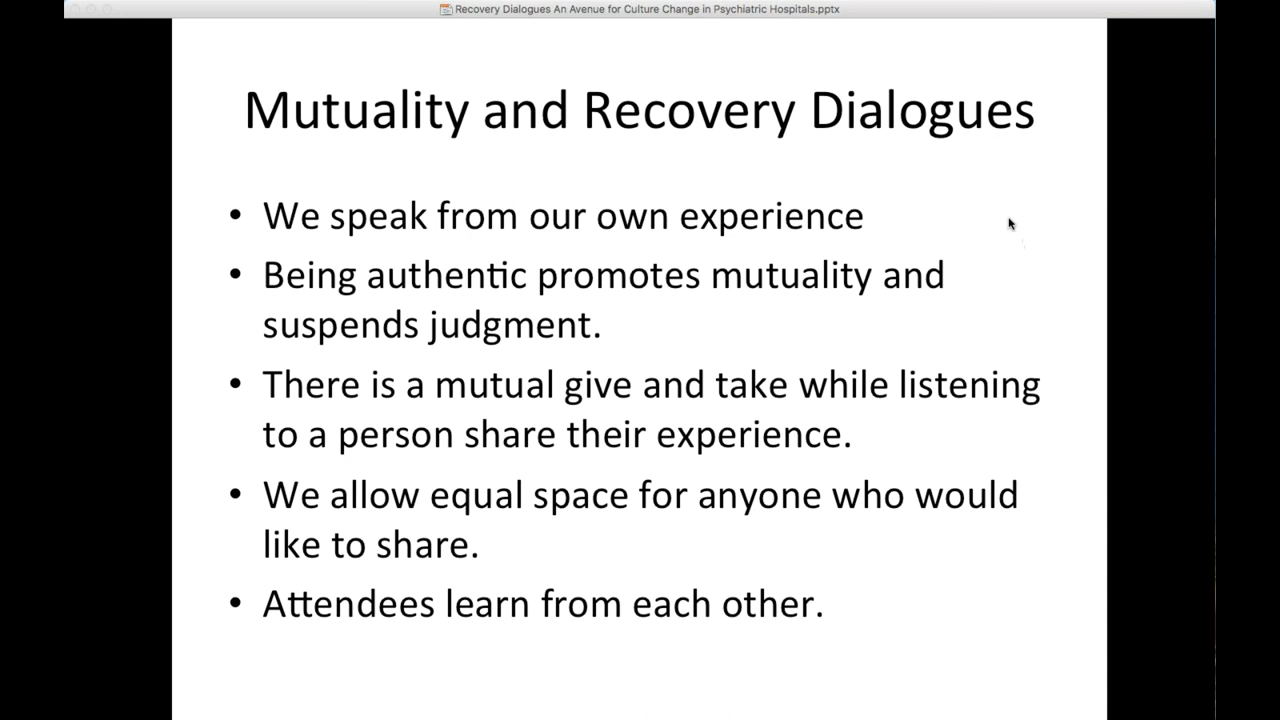 Recovery Dialogues An Avenue for Culture Change in Psychiatric Hospitals.pptx
Mutuality and Recovery Dialogues
• We speak from our own experience
• Being authentic promotes mutuality and
suspends judgment.
• There is a mutual give and take while listening
to a person share their experience.
• We allow equal space for anyone who would
like to share.
• Attendees learn from each other.